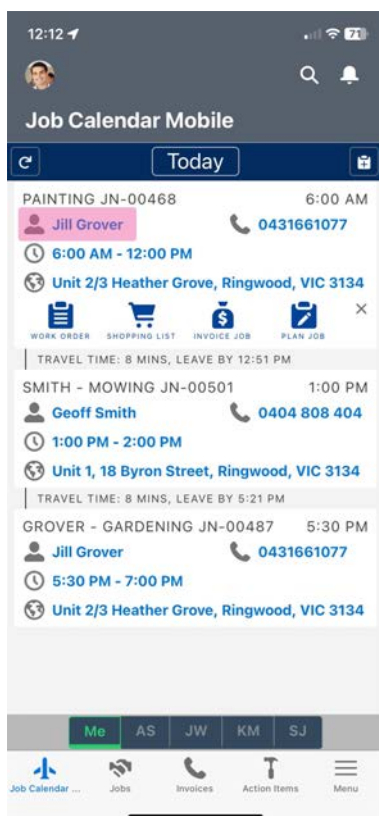 12:12
71
Job Calendar Mobile
Today
PAINTING JN-00468 6:00 AM
Jill Grover 0431661077
6:00 AM - 12:00 PM
Unit 2/3 Heather Grove, Ringwood, VIC 3134
WORK ORDER SHOPPING LIST INVOICE JOB PLAN JOB
TRAVEL TIME: 8 MINS, LEAVE BY 12:51 PM
SMITH - MOWING JN-00501 1:00 PM
Geoff Smith 0404 808 404
1:00 PM - 2:00 PM
Unit 1, 18 Byron Street, Ringwood, VIC 3134
TRAVEL TIME: 8 MINS, LEAVE BY 5:21 PM
GROVER - GARDENING JN-00487 5:30 PM
Jill Grover 0431661077
5:30 PM - 7:00 PM
Unit 2/3 Heather Grove, Ringwood, VIC 3134
Me AS JW KM SJ
Job Calendar ... Jobs Invoices Action Items Menu